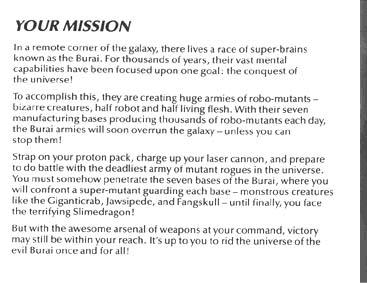 YOUR MISSION
In a remote corner of the galaxy, there lives a race of super-brains
known as the Burai. For thousands of years, their vast mental
capabilities have been focused upon one goal: the conquest of
the universe!
To accomplish this, they are creating huge armies of robo-mutants –
bizarre creatures, half robot and half living flesh. With their seven
manufacturing bases producing thousands of robo-mutants each day,
the Burai armies will soon overrun the galaxy – unless you can
stop them!
Strap on your proton pack, charge up your laser cannon, and prepare
to do battle with the deadliest army of mutant rogues in the universe.
You must somehow penetrate the seven bases of the Burai, where you
will confront a super-mutant guarding each base – monstrous creatures
like the Giganticrab, Jawsipede, and Fangskull – until finally, you face
the terrifying Slimedragon!
But with the awesome arsenal of weapons at your command, victory
may still be within your reach. It's up to you to rid the universe of the
evil Burai once and for all!